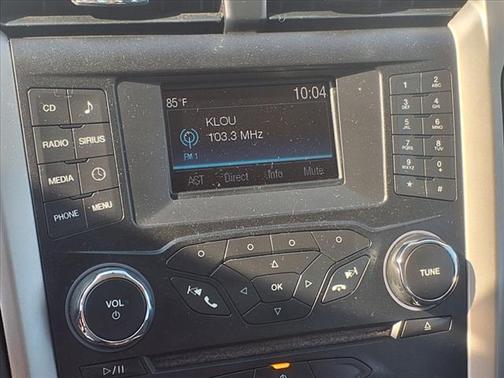 85°F 10:04
KLOU
103.3 MHz
FM 1
AST Direct Info Mute
CD
RADIO SIRIUS
MEDIA
PHONE MENU
1 2 ABC
3 DEF 4 GHI
5 JKL 6 MNO
7 PQRS 8 TUV
9 WXYZ 0 +
* #
OK
VOL
TUNE